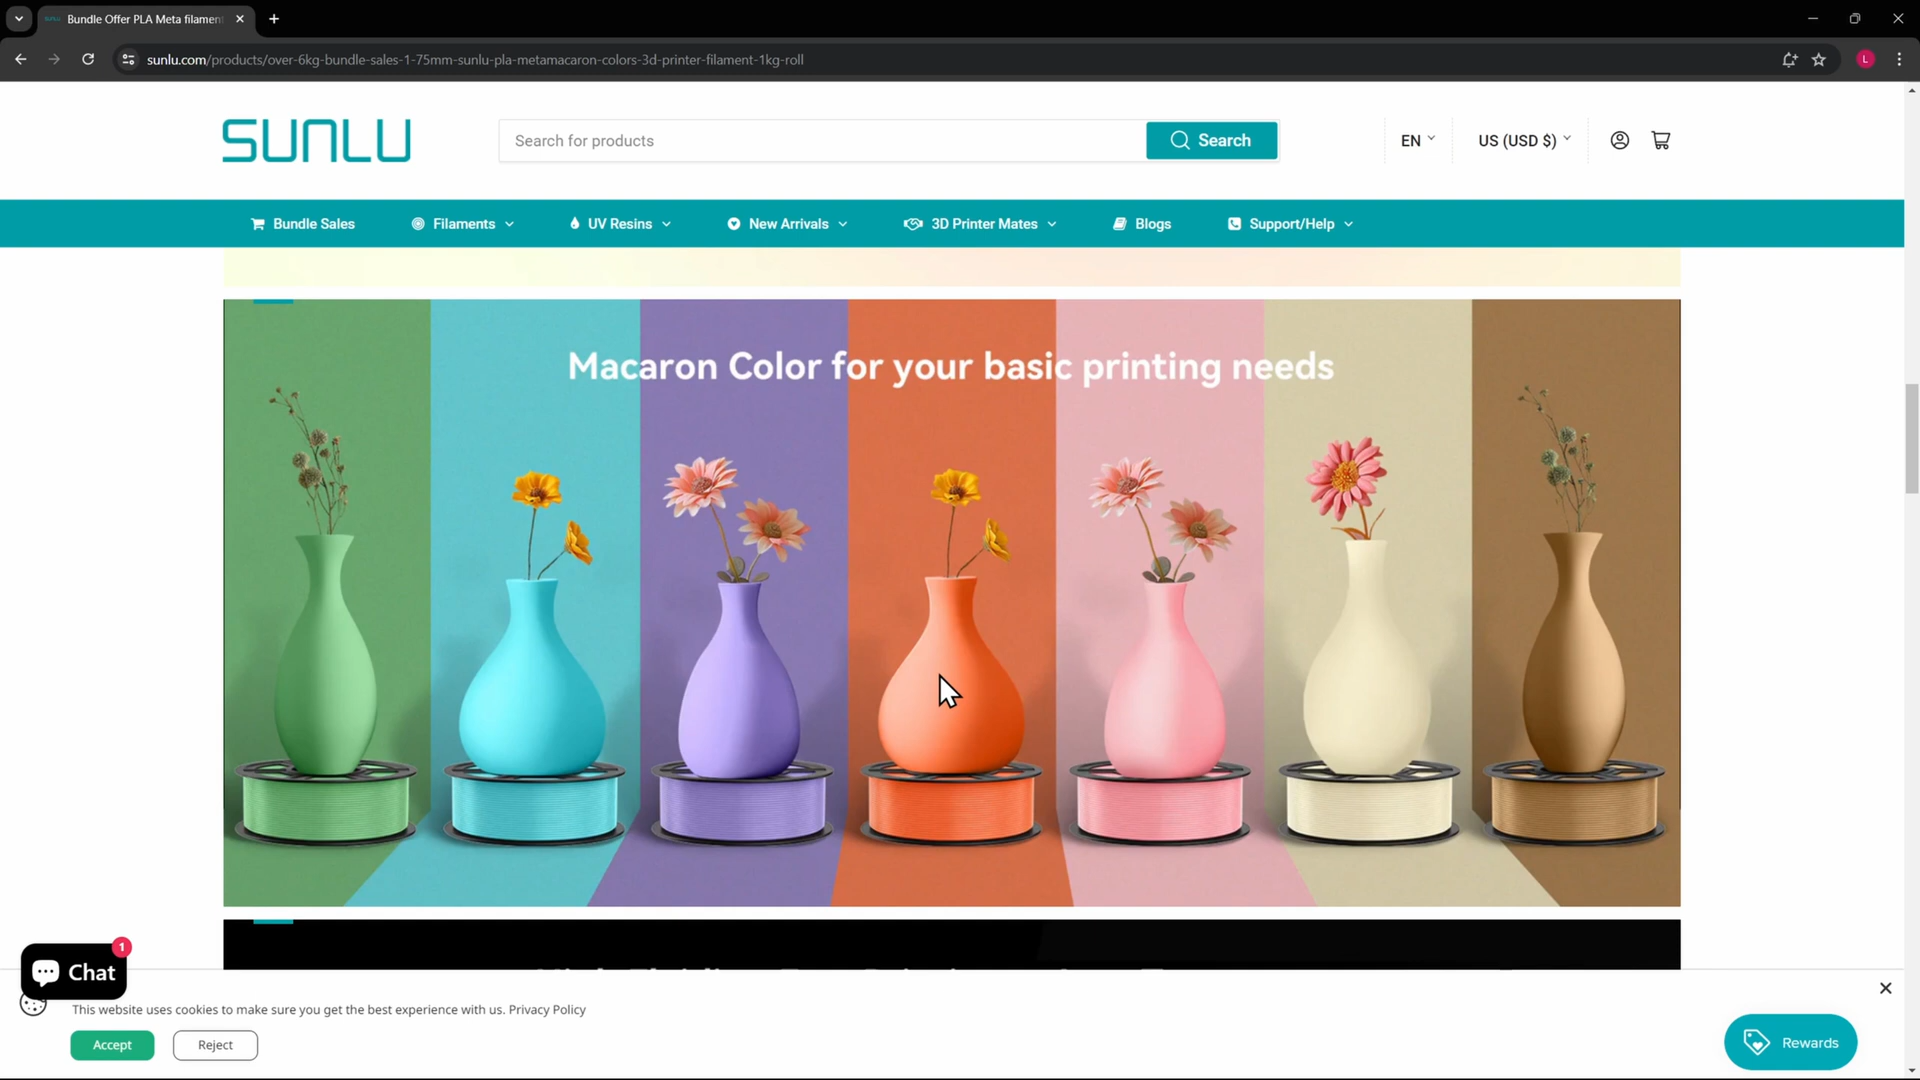 Bundle Offer PLA Meta filamen
sunlu.com/products/over-6kg-bundle-sales-1-75mm-sunlu-pla-metamacaron-colors-3d-printer-filament-1kg-roll
L
SUNLU
Search for products
Search
EN
US (USD $)
Bundle Sales
Filaments
UV Resins
New Arrivals
3D Printer Mates
Blogs
Support/Help
Macaron Color for your basic printing needs
1
Chat
This website uses cookies to make sure you get the best experience with us. Privacy Policy
Accept
Reject
Rewards